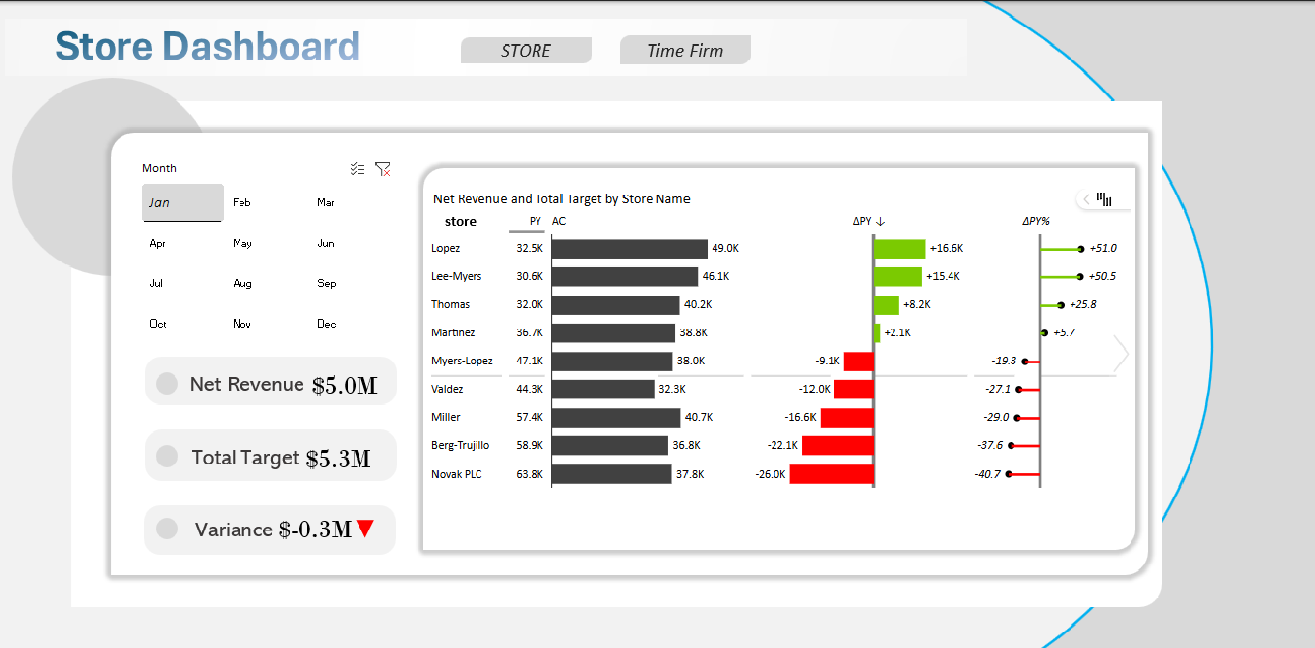 Store Dashboard
STORE
Time Firm
Month
Jan Feb Mar
Apr May Jun
Jul Aug Sep
Oct Nov Dec
Net Revenue $5.0M
Total Target $5.3M
Variance $-0.3M
Net Revenue and Total Target by Store Name
store PY AC ΔPY ↓ ΔPY%
Lopez 32.5K 49.0K +16.6K +51.0
Lee-Myers 30.6K 46.1K +15.4K +50.5
Thomas 32.0K 40.2K +8.2K +25.8
Martinez 36.7K 38.8K +2.1K +5.7
Myers-Lopez 47.1K 38.0K -9.1K -19.3
Valdez 44.3K 32.3K -12.0K -27.1
Miller 57.4K 40.7K -16.6K -29.0
Berg-Trujillo 58.9K 36.8K -22.1K -37.6
Novak PLC 63.8K 37.8K -26.0K -40.7